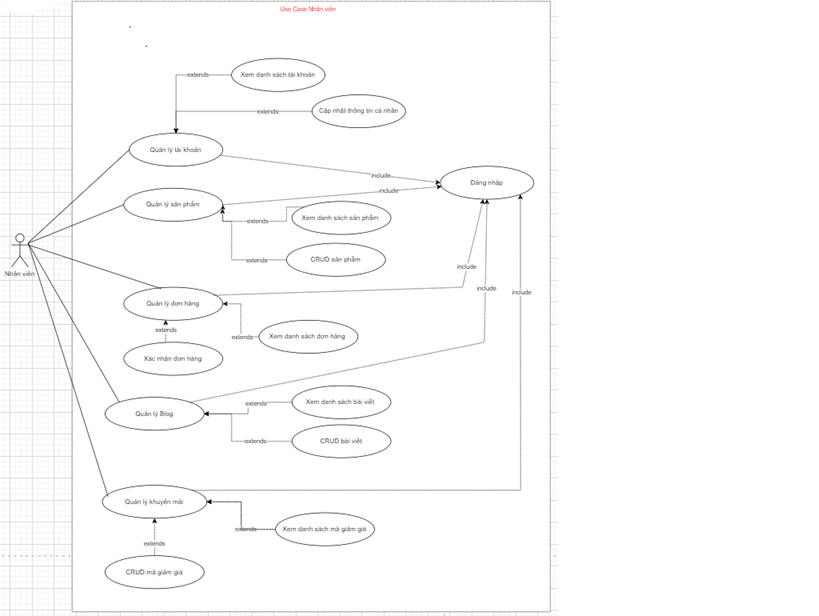 Use Case Nhân viên
extends
Xem danh sách tài khoản
extends
Cập nhật thông tin cá nhân
Quản lý tài khoản
include
Đăng nhập
include
Quản lý sản phẩm
extends
Xem danh sách sản phẩm
extends
CRUD sản phẩm
Nhân viên
include
include
include
Quản lý đơn hàng
extends
extends
Xem danh sách đơn hàng
Xác nhận đơn hàng
extends
Xem danh sách bài viết
Quản lý Blog
extends
CRUD bài viết
Quản lý khuyến mãi
extends
Xem danh sách mã giảm giá
extends
CRUD mã giảm giá